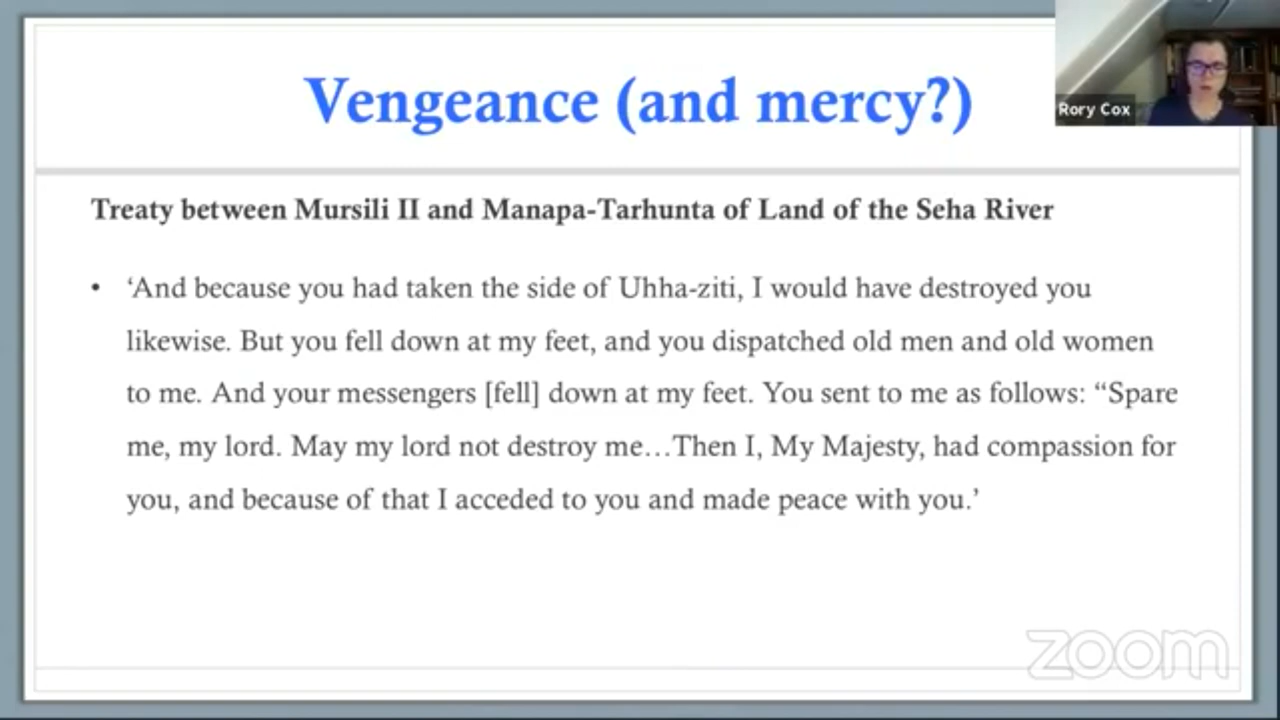 Vengeance (and mercy?)
Rory Cox
Treaty between Mursili II and Manapa-Tarhunta of Land of the Seha River
• ‘And because you had taken the side of Uhha-ziti, I would have destroyed you
likewise. But you fell down at my feet, and you dispatched old men and old women
to me. And your messengers [fell] down at my feet. You sent to me as follows: “Spare
me, my lord. May my lord not destroy me…Then I, My Majesty, had compassion for
you, and because of that I acceded to you and made peace with you.’
zoom